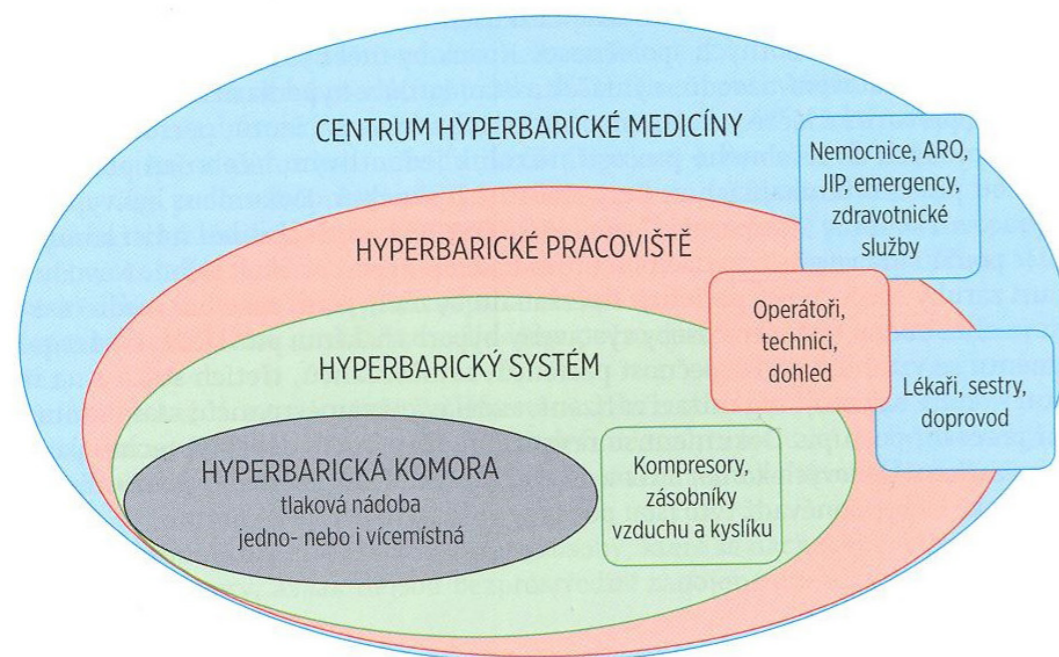 CENTRUM HYPERBARICKÉ MEDICÍNY
Nemocnice, ARO,
JIP, emergency,
zdravotnické
služby
HYPERBARICKÉ PRACOVIŠTĚ
Operátoři,
technici,
dohled
Lékaři, sestry,
doprovod
HYPERBARICKÝ SYSTÉM
Kompresory,
zásobníky
vzduchu a kyslíku
HYPERBARICKÁ KOMORA
tlaková nádoba
jedno- nebo i vícemístná